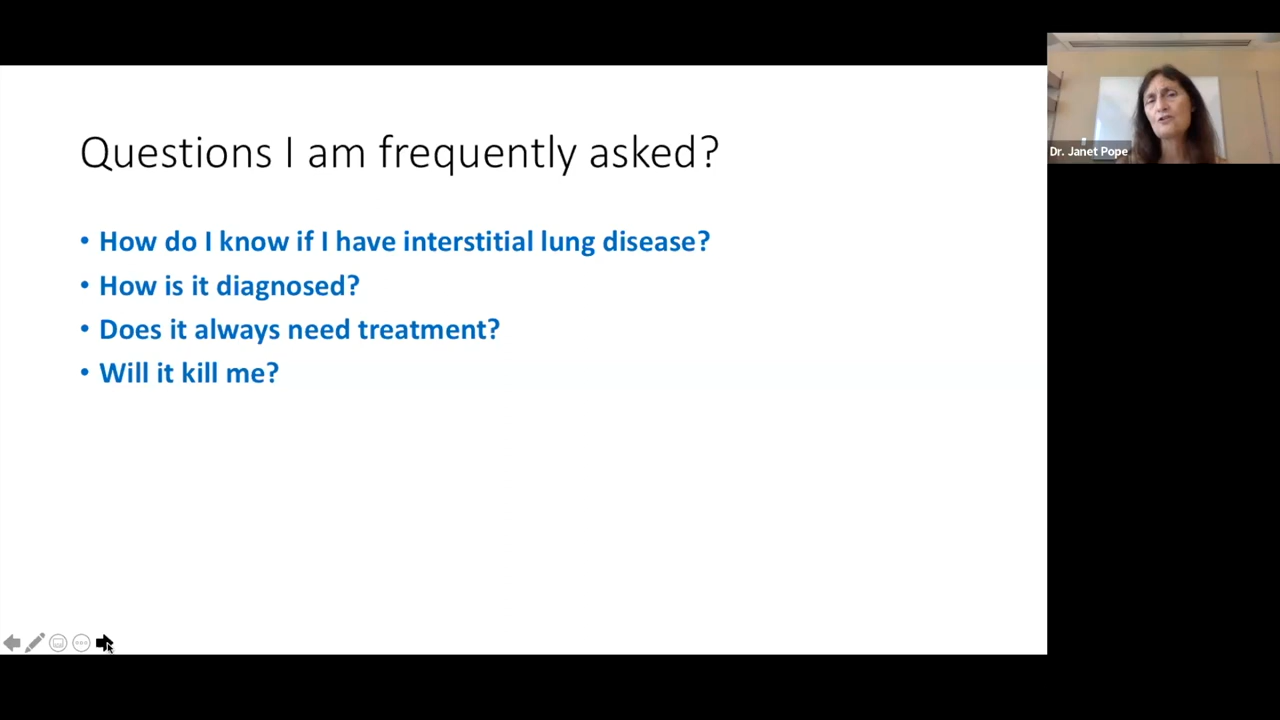 Questions I am frequently asked?
• How do I know if I have interstitial lung disease?
• How is it diagnosed?
• Does it always need treatment?
• Will it kill me?
Dr. Janet Pope